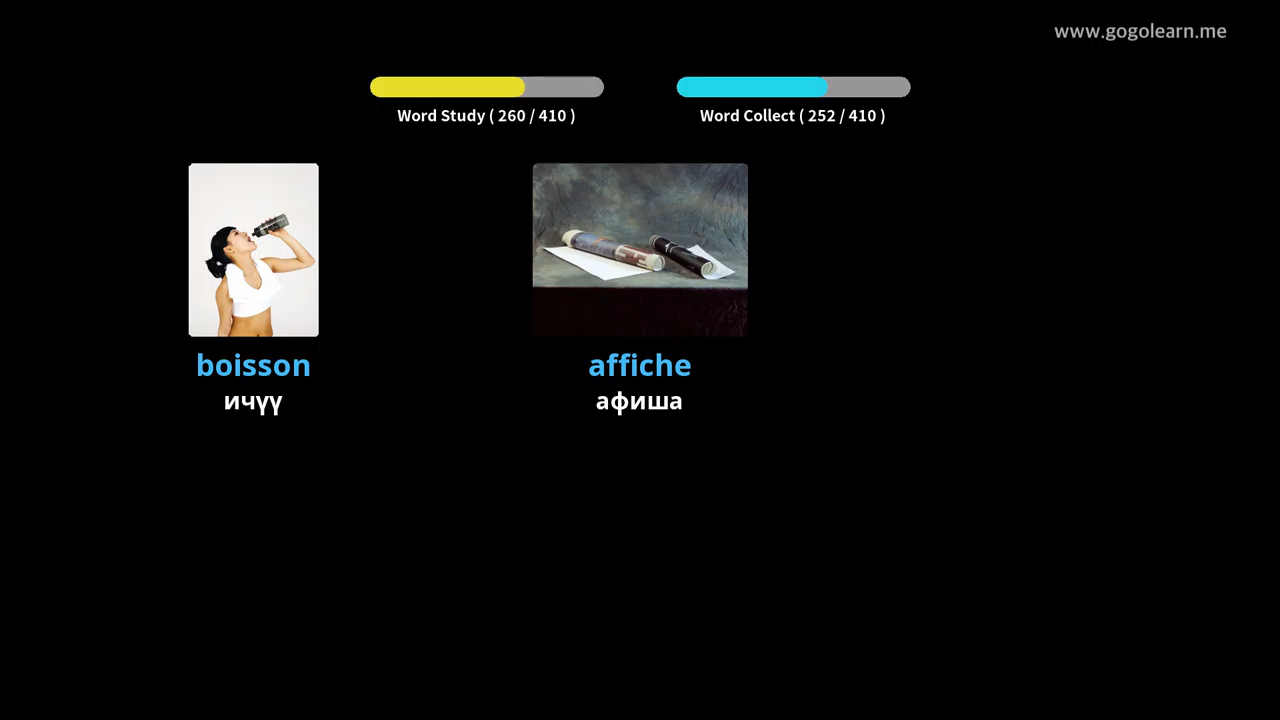 www.gogolearn.me
Word Study ( 260 / 410 )
Word Collect ( 252 / 410 )
boisson
ичүү
affiche
афиша